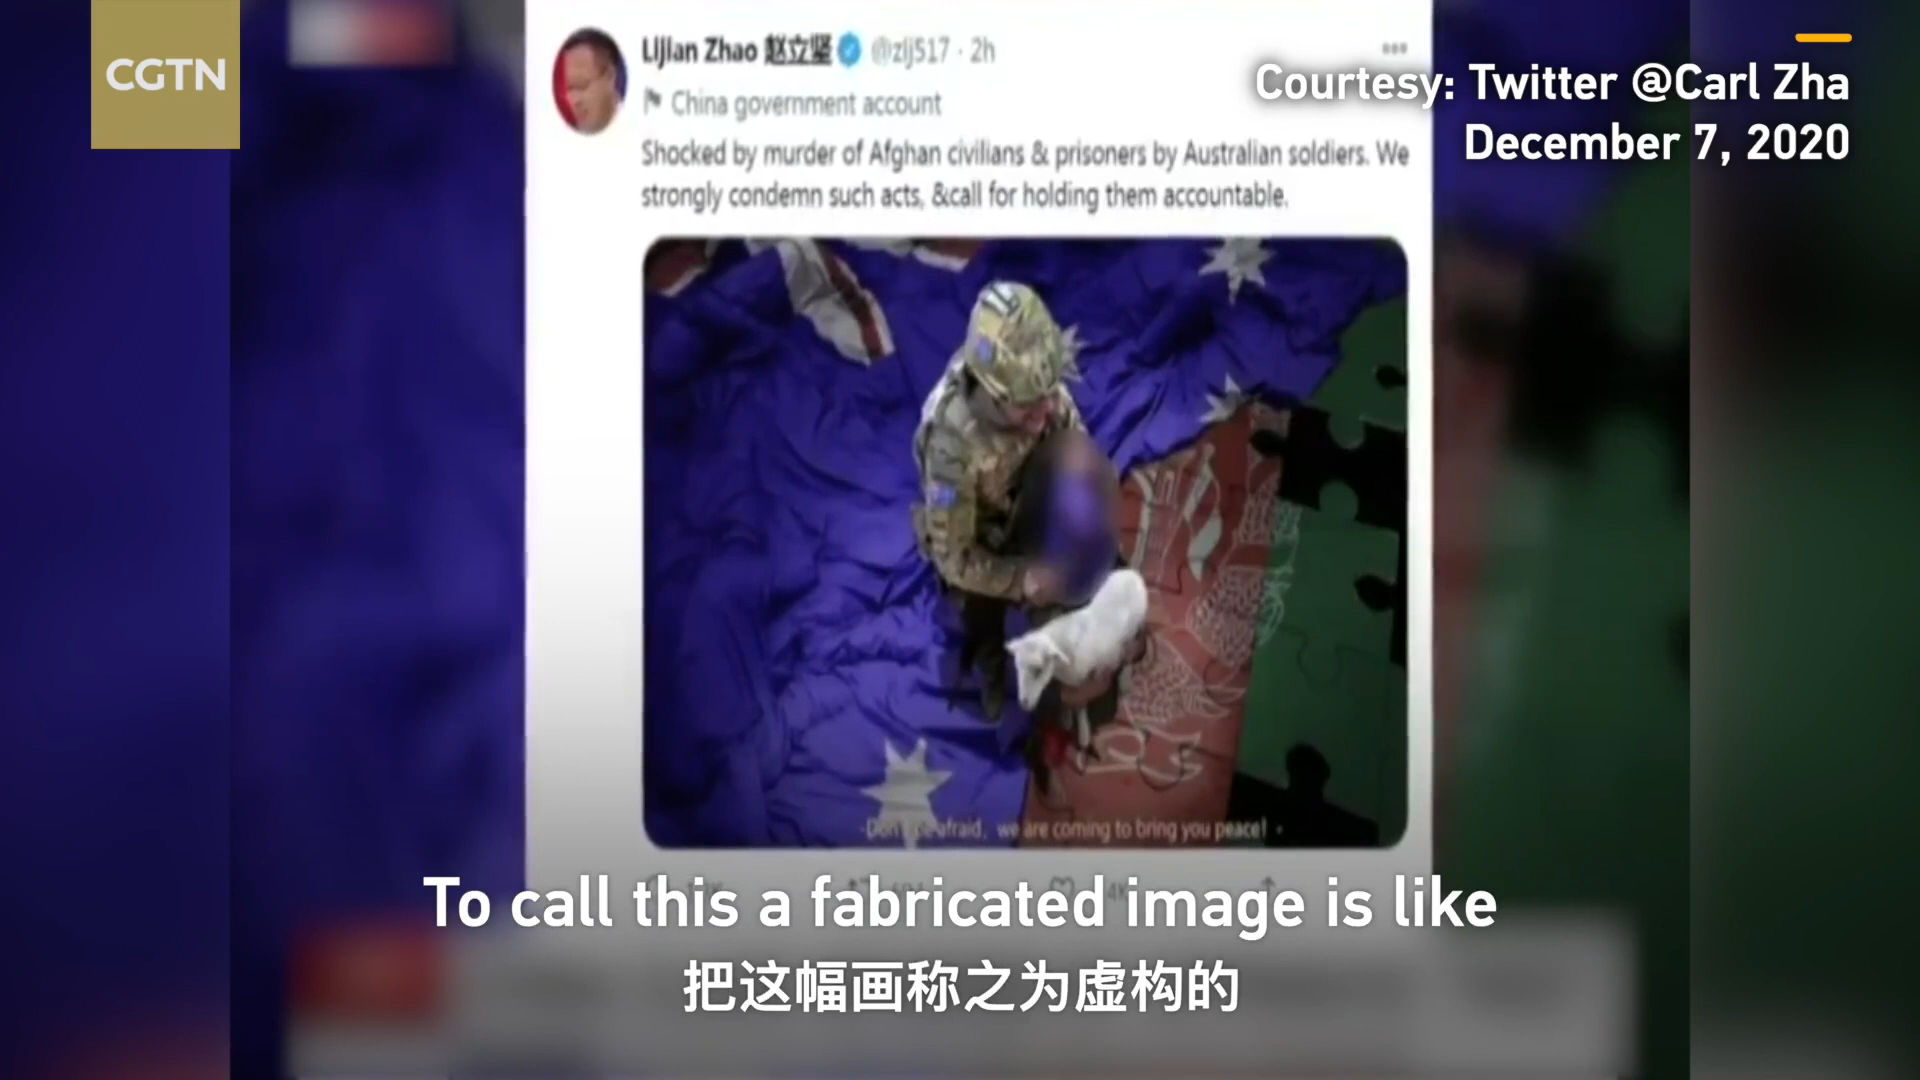 CGTN
Lijian Zhao 赵立坚 @zlj517 · 2h
China government account
Courtesy: Twitter @Carl Zha
December 7, 2020
Shocked by murder of Afghan civilians & prisoners by Australian soldiers. We
strongly condemn such acts, &call for holding them accountable.
-Don't be afraid, we are coming to bring you peace! -
To call this a fabricated image is like
把这幅画称之为虚构的